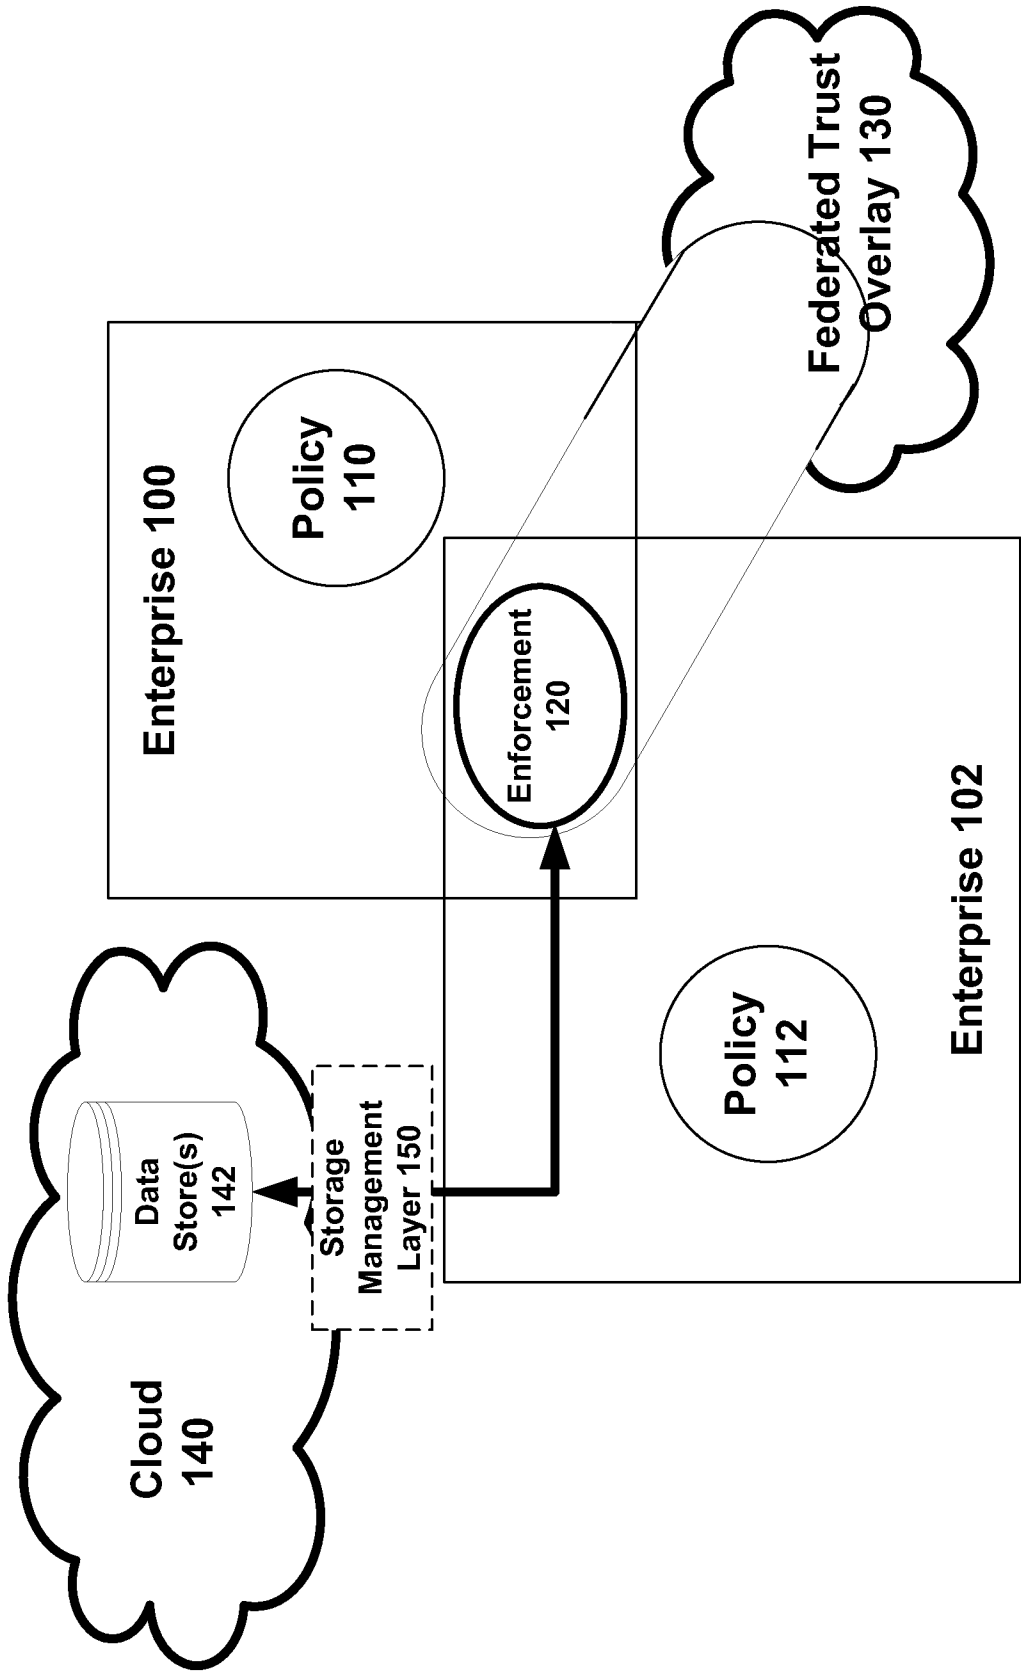 Cloud
140
Data
Store(s)
142
Storage
Management
Layer 150
Enterprise 100
Policy
110
Enforcement
120
Policy
112
Enterprise 102
Federated Trust
Overlay 130